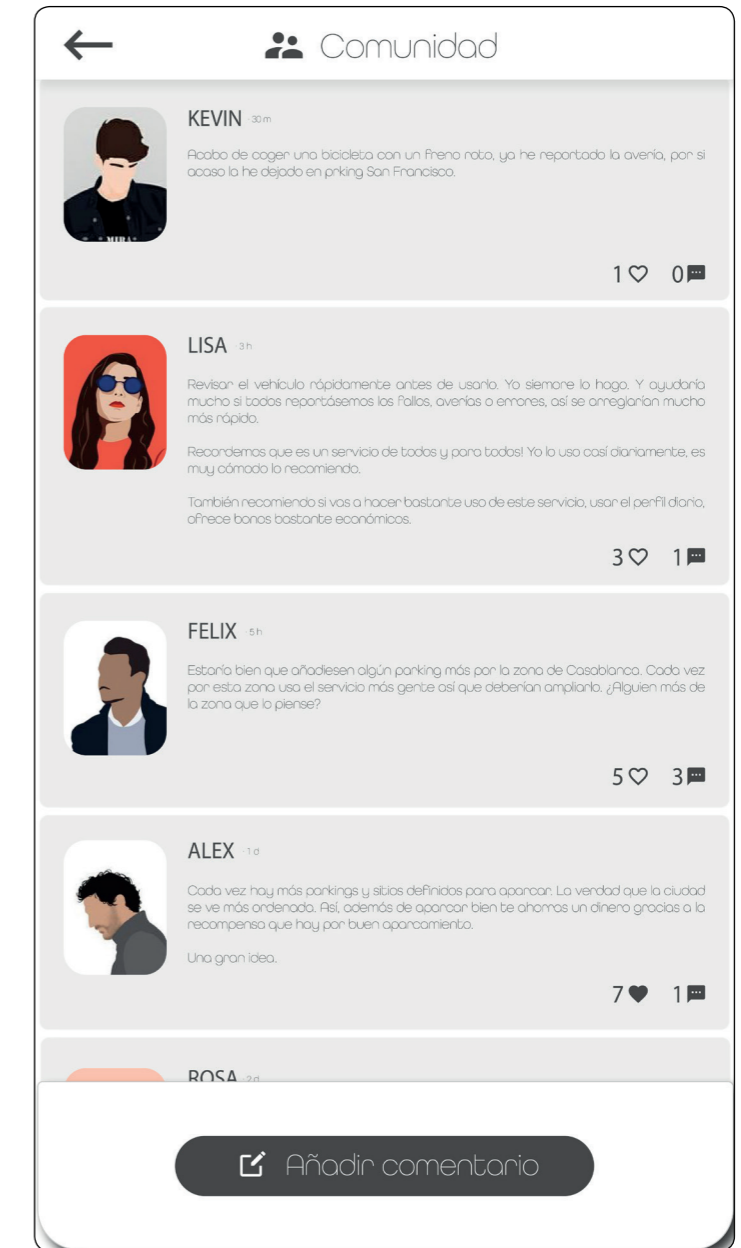 Comunidad
KEVIN · 30 m
Acabo de coger una bicicleta con un freno roto, ya he reportado la avería, por si
acaso la he dejado en prking San Francisco.
1 0
LISA · 3 h
Revisar el vehículo rápidamente antes de usarlo. Yo siemore lo hago. Y ayudaría
mucho si todos reportásemos los fallos, averías o errores, así se arreglarían mucho
más rápido.
Recordemos que es un servicio de todos y para todos! Yo lo uso casí diariamente, es
muy cómodo lo recomiendo.
También recomiendo si vas a hacer bastante uso de este servicio, usar el perfil diario,
ofrece bonos bastante económicos.
3 1
FELIX · 5 h
Estaría bien que añadiesen algún parking más por la zona de Casablanca. Cada vez
por esta zona usa el servicio más gente así que deberían ampliarlo. ¿Alguien más de
la zona que lo piense?
5 3
ALEX · 1 d
Cada vez hay más parkings y sitios definidos para aparcar. La verdad que la ciudad
se ve más ordenada. Así, además de aparcar bien te ahorras un dinero gracias a la
recompensa que hay por buen aparcamiento.
Una gran idea.
7 1
ROSA · 2 d
Añadir comentario